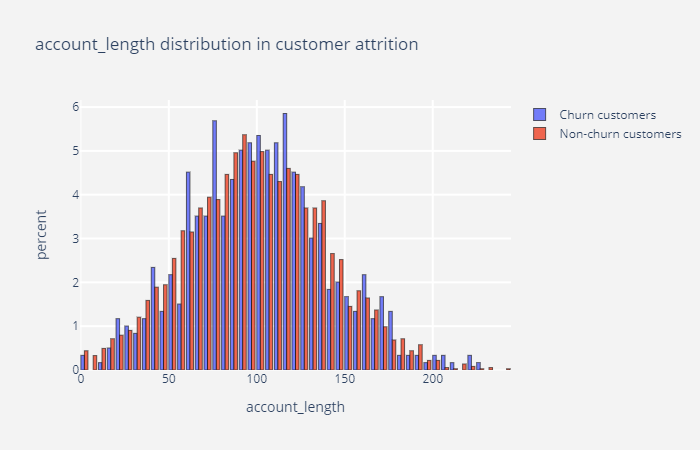 account_length distribution in customer attrition
Churn customers
Non-churn customers
6
5
4
3
2
1
0
percent
0 50 100 150 200
account_length